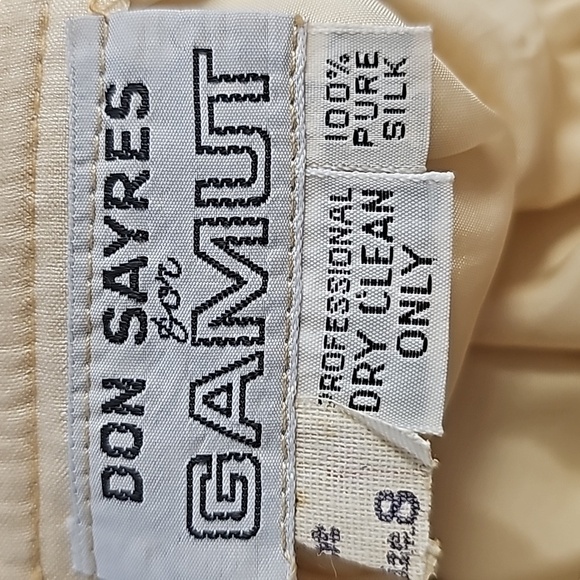 DON SAYRES
for
GAMUT
100%
PURE
SILK
PROFESSIONAL
DRY CLEAN
ONLY
8